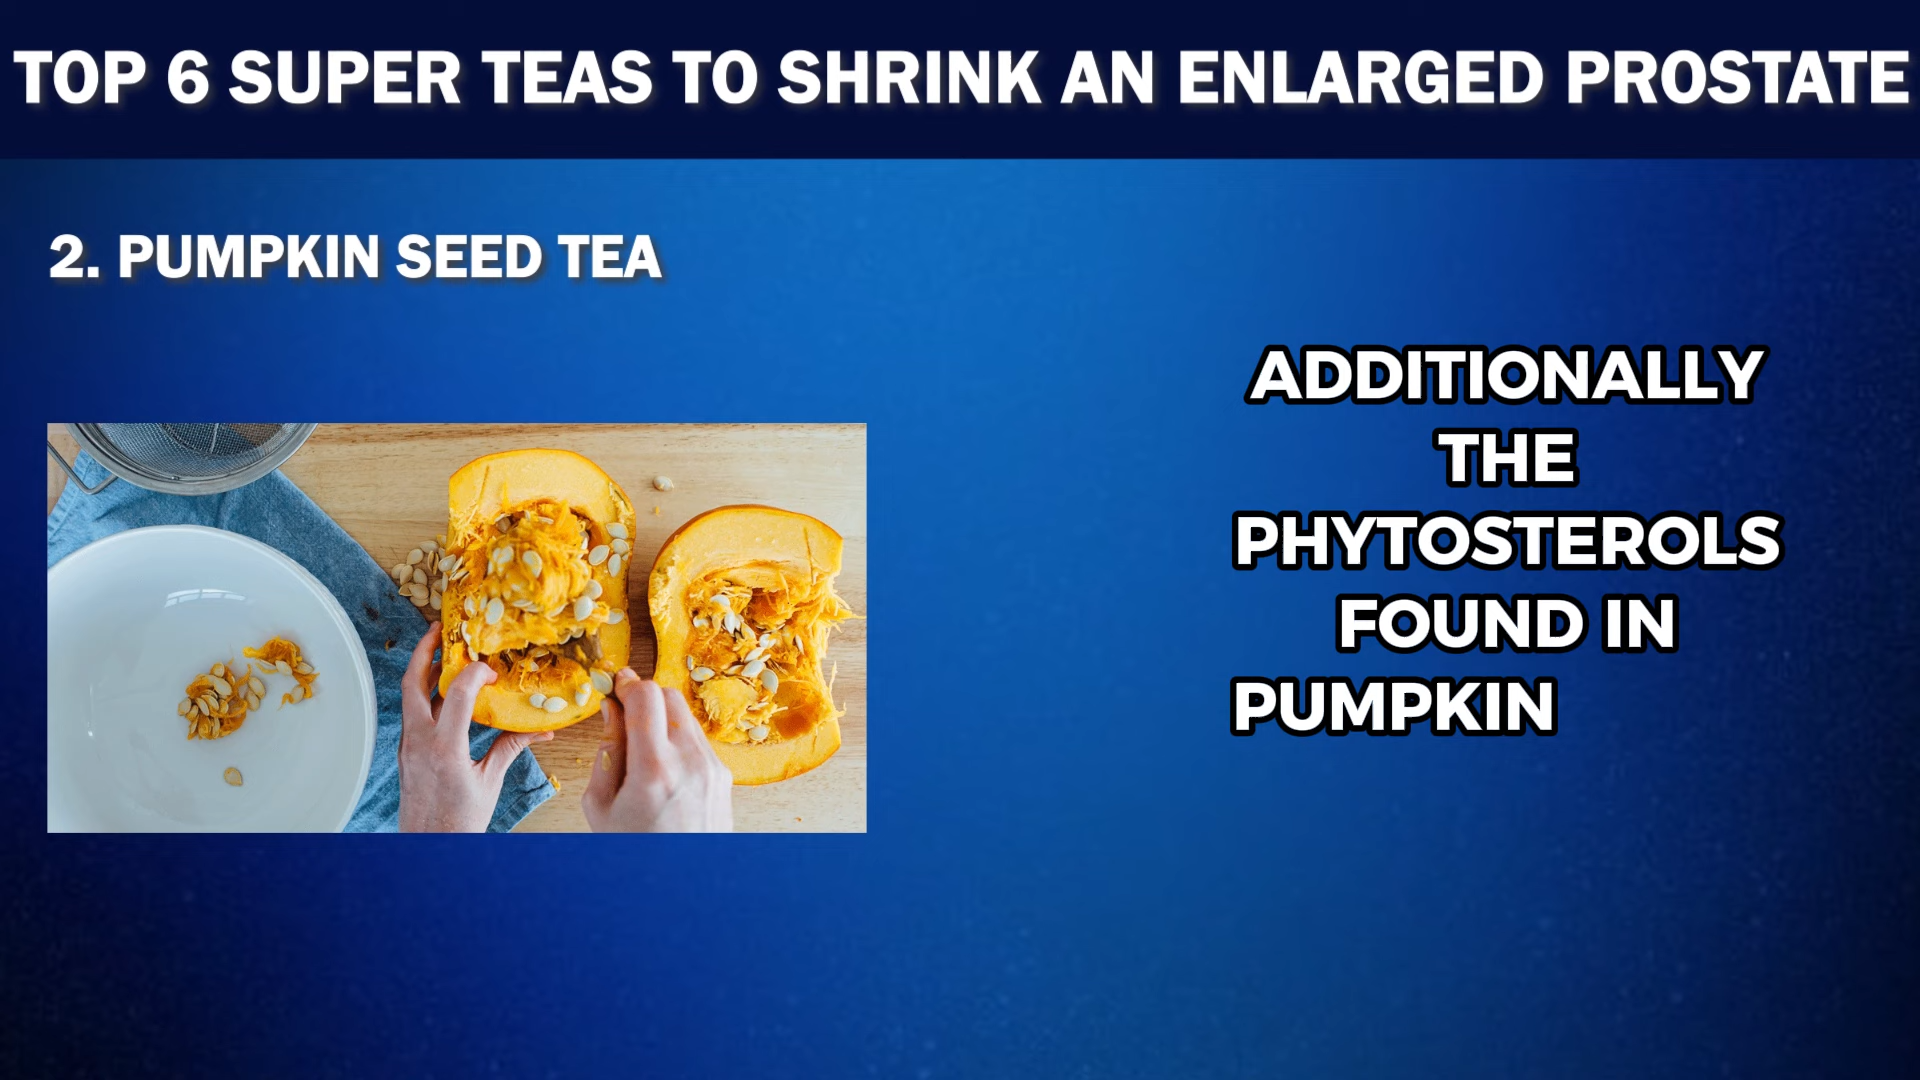 TOP 6 SUPER TEAS TO SHRINK AN ENLARGED PROSTATE
2. PUMPKIN SEED TEA
ADDITIONALLY
THE
PHYTOSTEROLS
FOUND IN
PUMPKIN